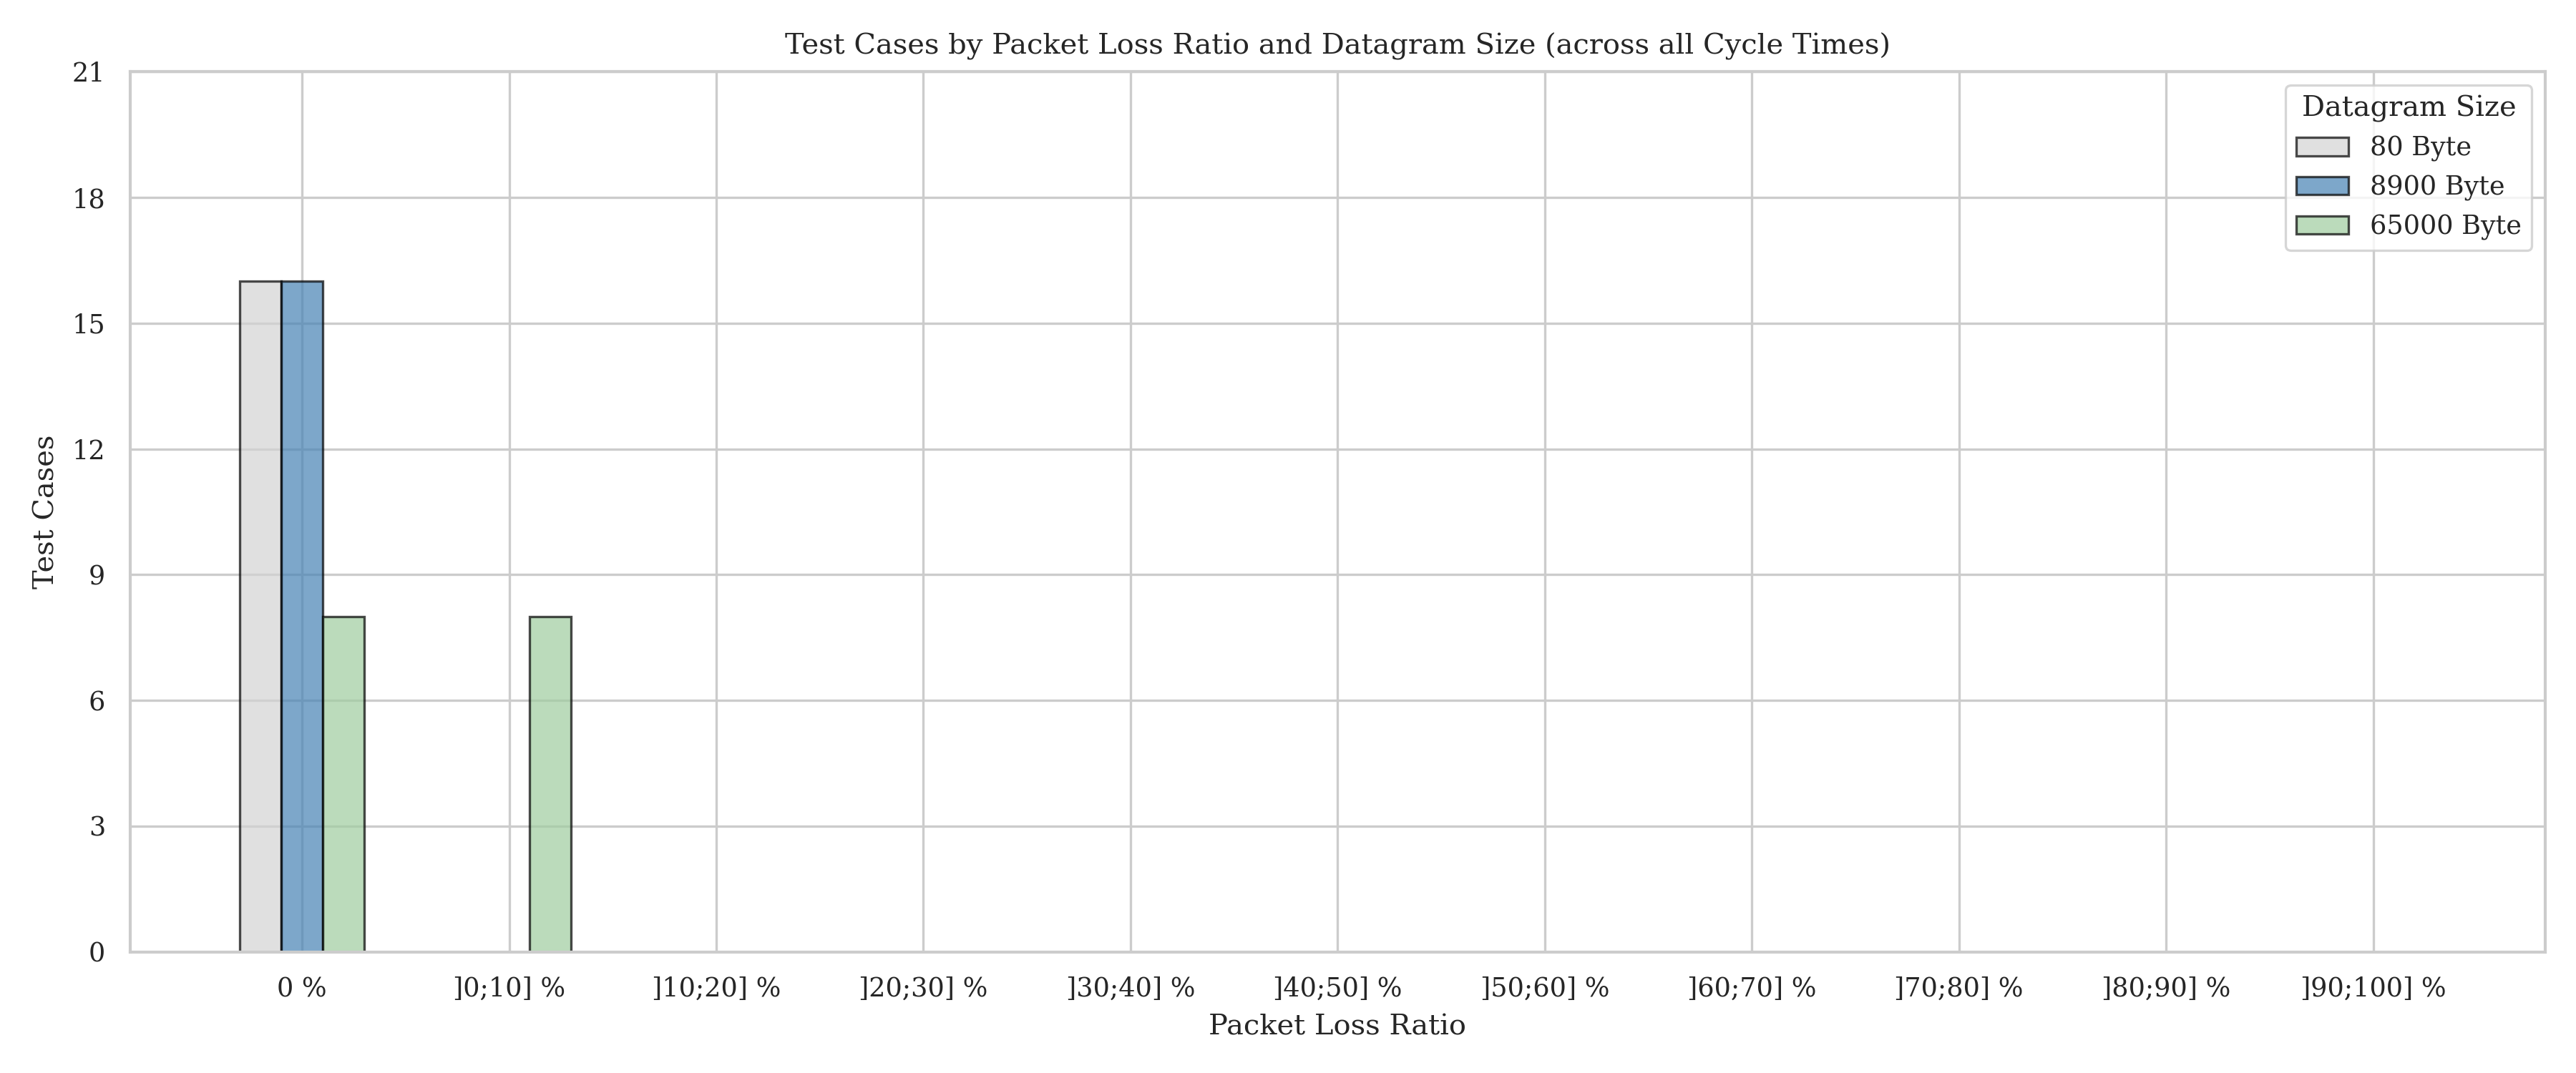 Test Cases by Packet Loss Ratio and Datagram Size (across all Cycle Times)
21
18
15
12
9
6
3
0
Test Cases
Datagram Size
80 Byte
8900 Byte
65000 Byte
0 %
]0;10] %
]10;20] %
]20;30] %
]30;40] %
]40;50] %
]50;60] %
]60;70] %
]70;80] %
]80;90] %
]90;100] %
Packet Loss Ratio